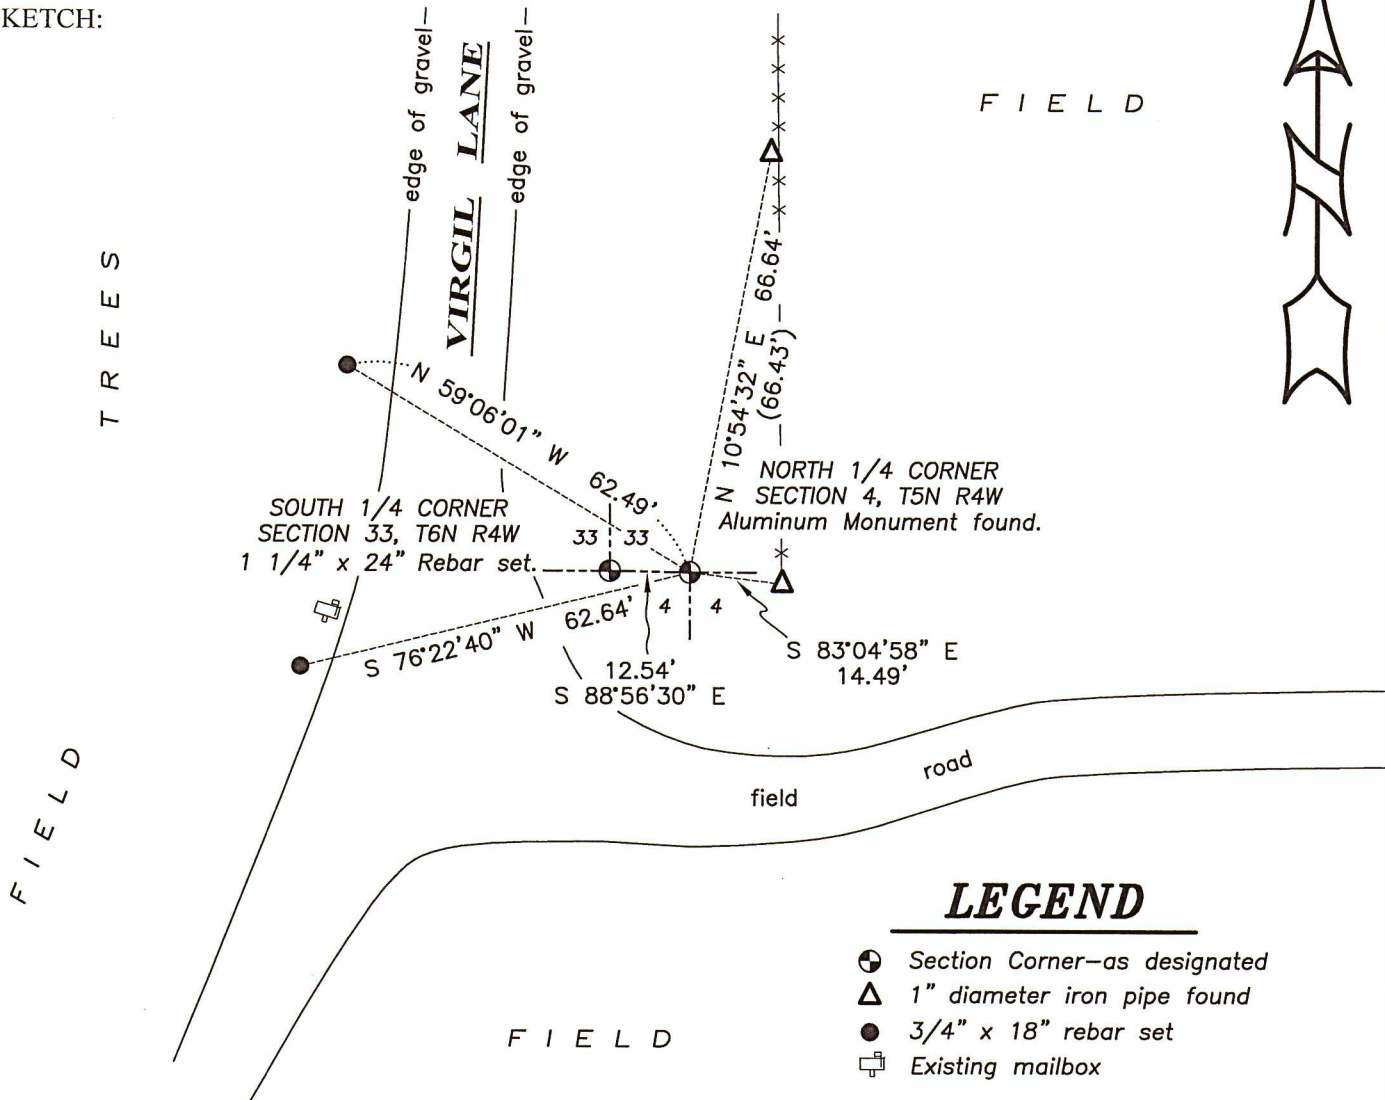 KETCH:
edge of gravel
VIRGIL LANE
edge of gravel
FIELD
TREES
N 10°54'32" E 66.64'
(66.43')
N 59°06'01" W 62.49'
NORTH 1/4 CORNER
SECTION 4, T5N R4W
Aluminum Monument found.
SOUTH 1/4 CORNER
SECTION 33, T6N R4W
1 1/4" x 24" Rebar set.
33 33
4 4
S 76°22'40" W 62.64'
12.54'
S 88°56'30" E
S 83°04'58" E
14.49'
FIELD
field road
FIELD
LEGEND
Section Corner-as designated
1" diameter iron pipe found
3/4" x 18" rebar set
Existing mailbox
N